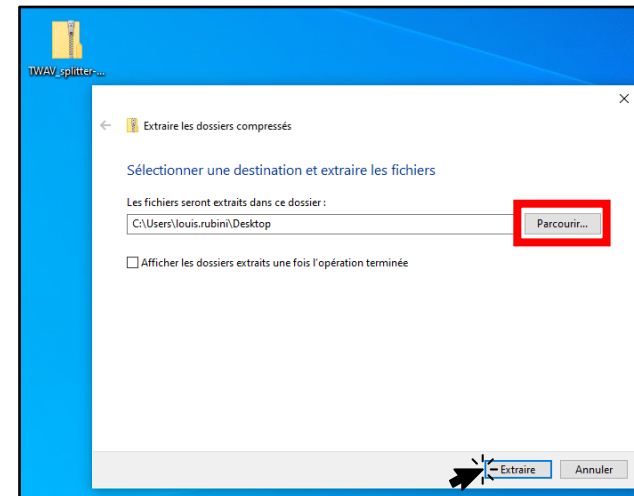 TWAV_splitter-...
Extraire les dossiers compressés
Sélectionner une destination et extraire les fichiers
Les fichiers seront extraits dans ce dossier :
C:\Users\louis.rubini\Desktop
Parcourir...
Afficher les dossiers extraits une fois l'opération terminée
Extraire
Annuler